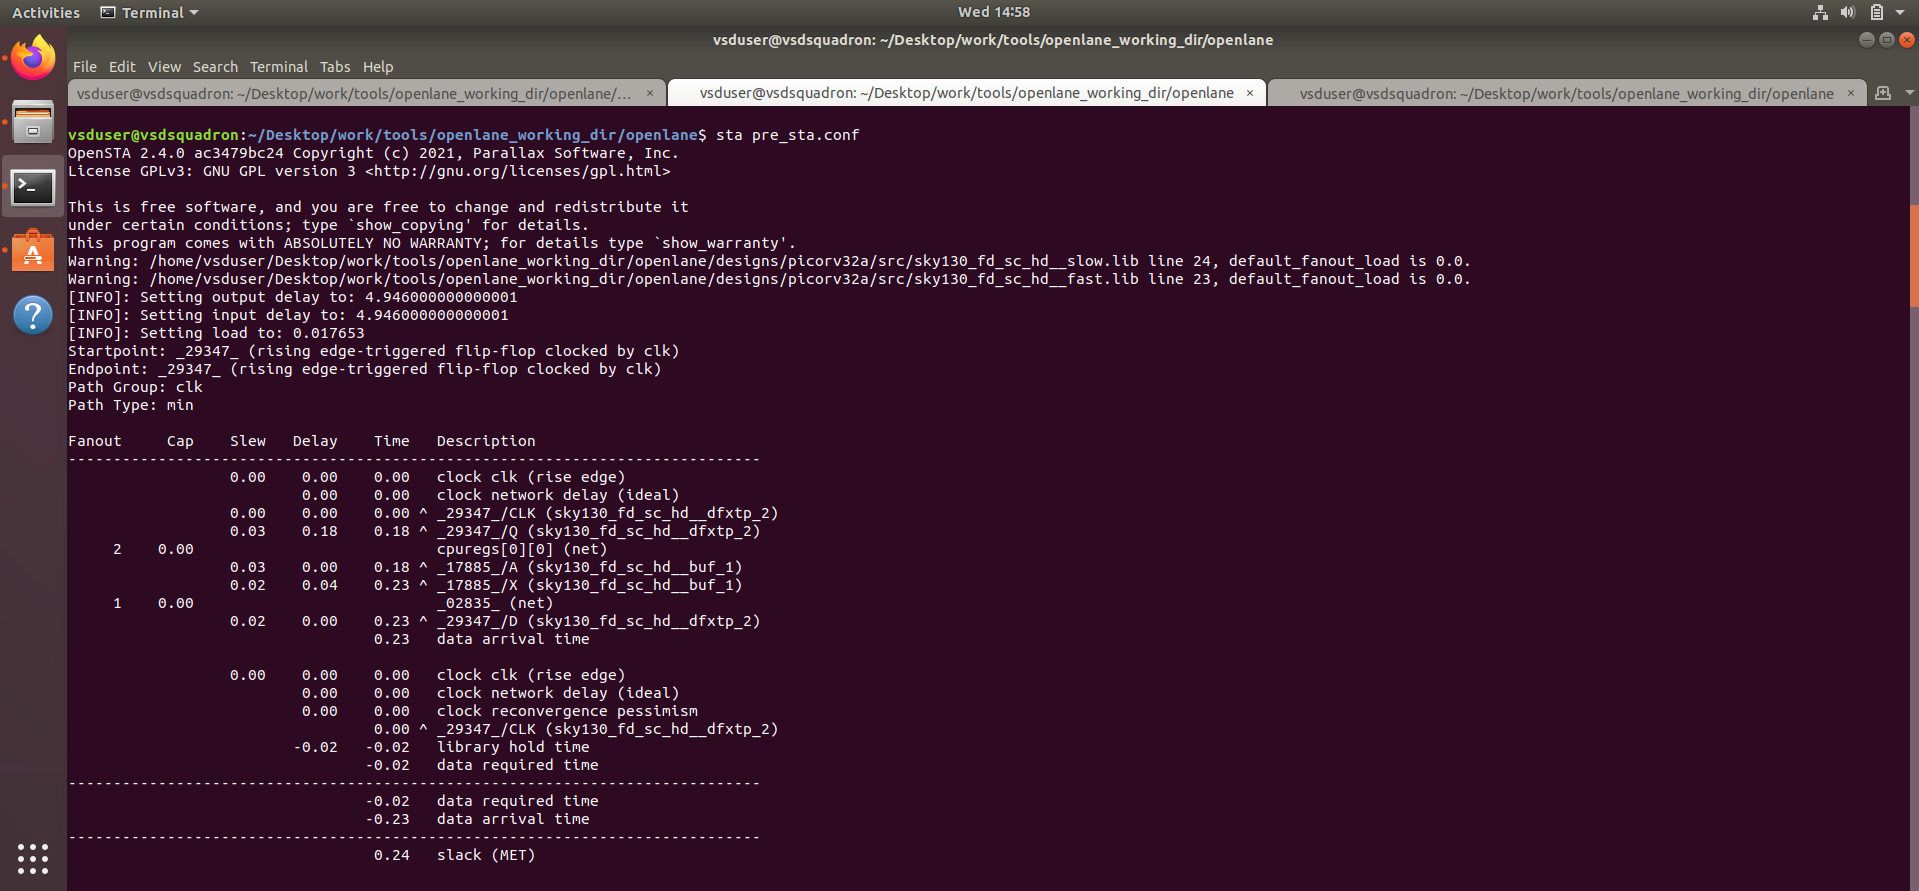 Activities Terminal Wed 14:58
vsduser@vsdsquadron: ~/Desktop/work/tools/openlane_working_dir/openlane
File Edit View Search Terminal Tabs Help
vsduser@vsdsquadron: ~/Desktop/work/tools/openlane_working_dir/openlane/... × vsduser@vsdsquadron: ~/Desktop/work/tools/openlane_working_dir/openlane × vsduser@vsdsquadron: ~/Desktop/work/tools/openlane_working_dir/openlane ×
vsduser@vsdsquadron:~/Desktop/work/tools/openlane_working_dir/openlane$ sta pre_sta.conf
OpenSTA 2.4.0 ac3479bc24 Copyright (c) 2021, Parallax Software, Inc.
License GPLv3: GNU GPL version 3 <http://gnu.org/licenses/gpl.html>
This is free software, and you are free to change and redistribute it
under certain conditions; type `show_copying' for details.
This program comes with ABSOLUTELY NO WARRANTY; for details type `show_warranty'.
Warning: /home/vsduser/Desktop/work/tools/openlane_working_dir/openlane/designs/picorv32a/src/sky130_fd_sc_hd__slow.lib line 24, default_fanout_load is 0.0.
Warning: /home/vsduser/Desktop/work/tools/openlane_working_dir/openlane/designs/picorv32a/src/sky130_fd_sc_hd__fast.lib line 23, default_fanout_load is 0.0.
[INFO]: Setting output delay to: 4.946000000000001
[INFO]: Setting input delay to: 4.946000000000001
[INFO]: Setting load to: 0.017653
Startpoint: _29347_ (rising edge-triggered flip-flop clocked by clk)
Endpoint: _29347_ (rising edge-triggered flip-flop clocked by clk)
Path Group: clk
Path Type: min
Fanout Cap Slew Delay Time Description
-----------------------------------------------------------------------------
0.00 0.00 0.00 clock clk (rise edge)
0.00 0.00 clock network delay (ideal)
0.00 0.00 0.00 ^ _29347_/CLK (sky130_fd_sc_hd__dfxtp_2)
0.03 0.18 0.18 ^ _29347_/Q (sky130_fd_sc_hd__dfxtp_2)
2 0.00 cpuregs[0][0] (net)
0.03 0.00 0.18 ^ _17885_/A (sky130_fd_sc_hd__buf_1)
0.02 0.04 0.23 ^ _17885_/X (sky130_fd_sc_hd__buf_1)
1 0.00 _02835_ (net)
0.02 0.00 0.23 ^ _29347_/D (sky130_fd_sc_hd__dfxtp_2)
0.23 data arrival time
0.00 0.00 0.00 clock clk (rise edge)
0.00 0.00 clock network delay (ideal)
0.00 0.00 clock reconvergence pessimism
0.00 ^ _29347_/CLK (sky130_fd_sc_hd__dfxtp_2)
-0.02 -0.02 library hold time
-0.02 data required time
-----------------------------------------------------------------------------
-0.02 data required time
-0.23 data arrival time
-----------------------------------------------------------------------------
0.24 slack (MET)